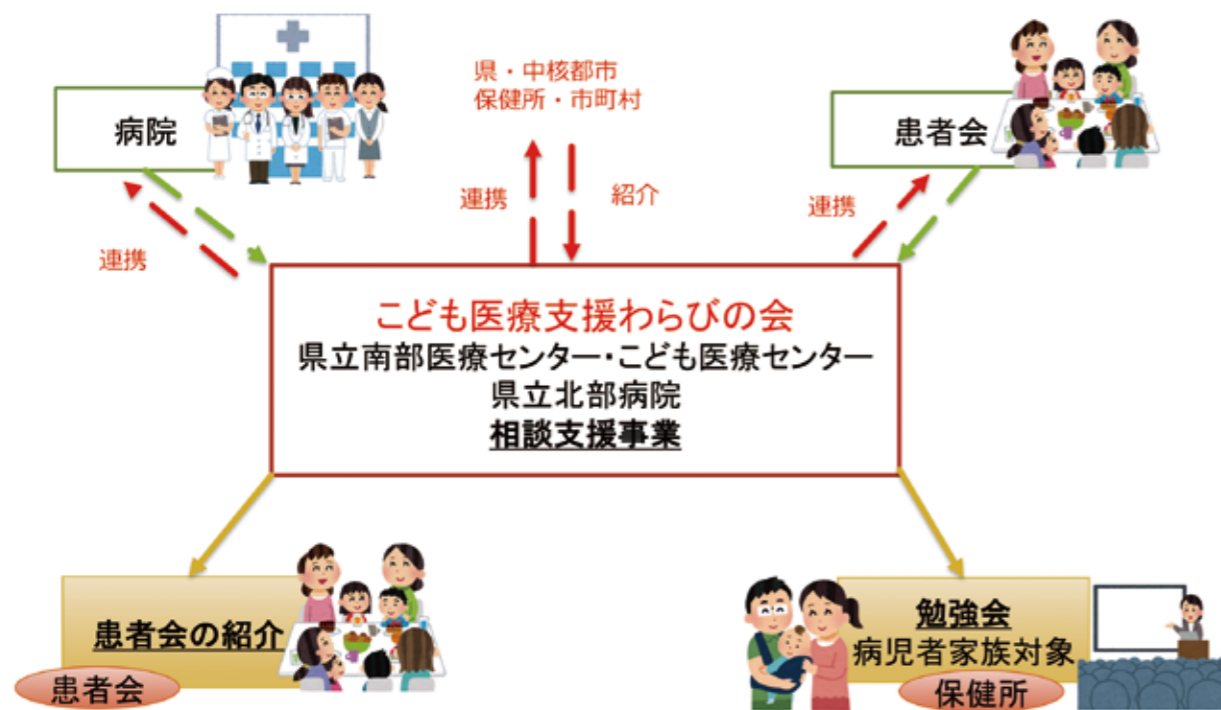 県・中核都市
保健所・市町村
病院
患者会
連携
紹介
連携
連携
こども医療支援わらびの会
県立南部医療センター・こども医療センター
県立北部病院
相談支援事業
患者会の紹介
患者会
勉強会
病児者家族対象
保健所